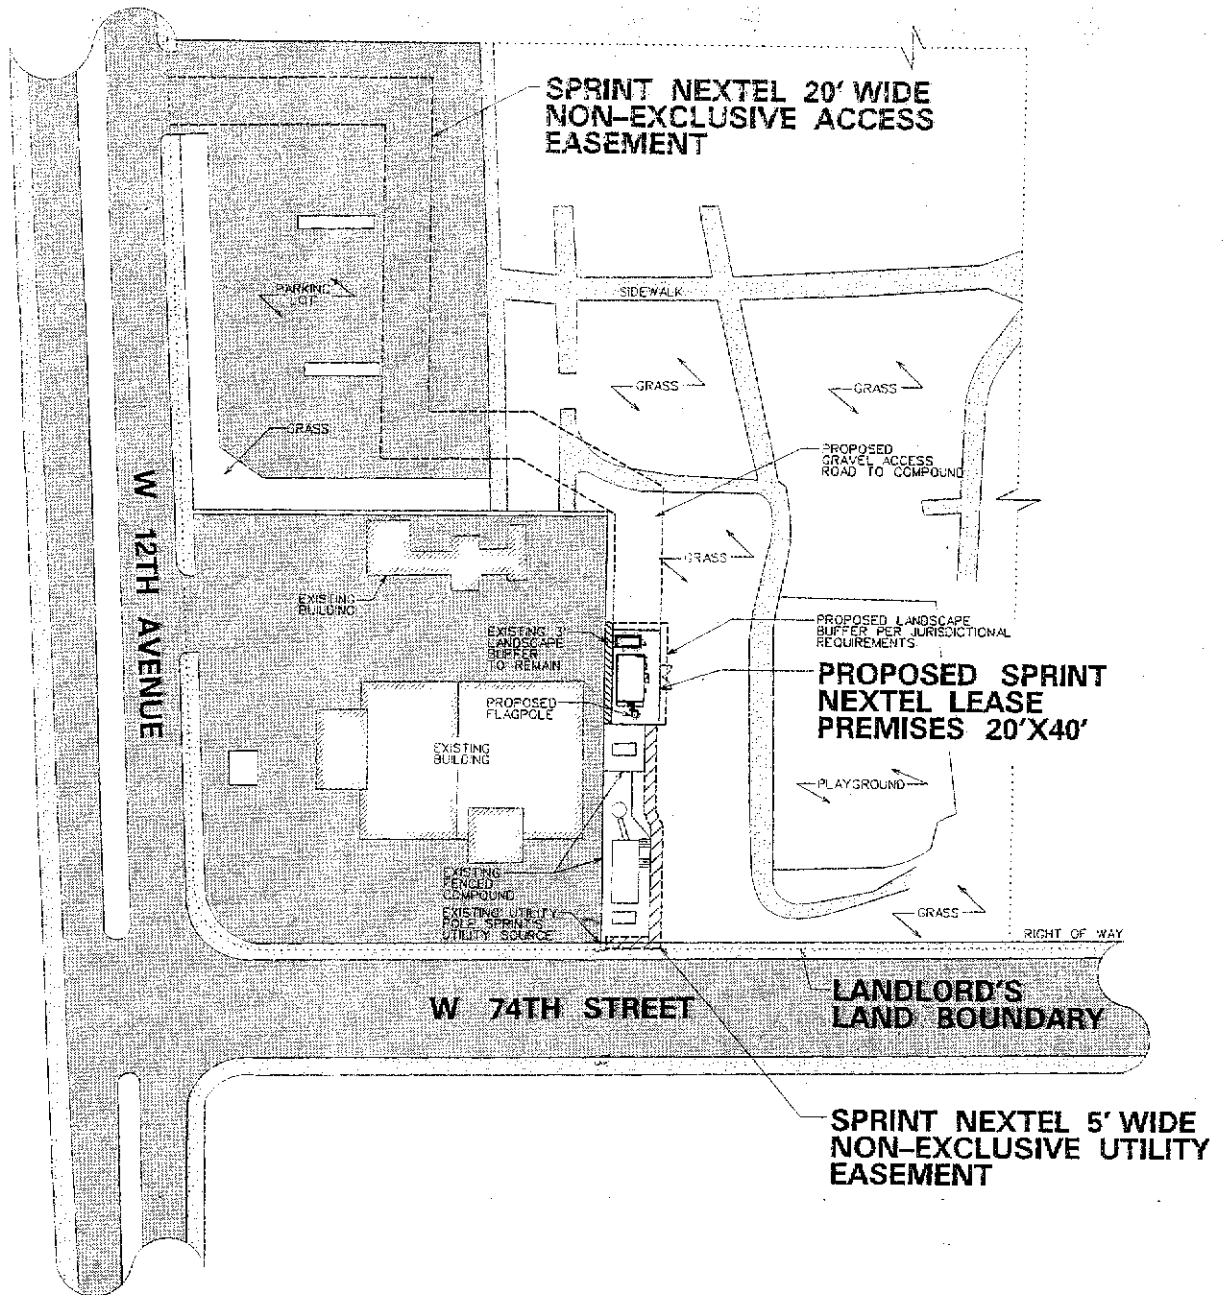 SPRINT NEXTEL 20' WIDE
NON-EXCLUSIVE ACCESS
EASEMENT
SIDEWALK
PARKING
LOT
GRASS
GRASS
GRASS
PROPOSED
GRAVEL ACCESS
ROAD TO COMPOUND
W 12TH AVENUE
GRASS
EXISTING
BUILDING
EXISTING 7'
LANDSCAPE
BUFFER
TO REMAIN
PROPOSED LANDSCAPE
BUFFER PER JURISDICTIONAL
REQUIREMENTS
PROPOSED SPRINT
NEXTEL LEASE
PREMISES 20'X40'
PROPOSED
FLAGPOLE
EXISTING
BUILDING
PLAYGROUND
EXISTING
FENCED
COMPOUND
EXISTING UTILITY
POLE SPRINT'S
UTILITY SOURCE
GRASS
RIGHT OF WAY
W 74TH STREET
LANDLORD'S
LAND BOUNDARY
SPRINT NEXTEL 5' WIDE
NON-EXCLUSIVE UTILITY
EASEMENT